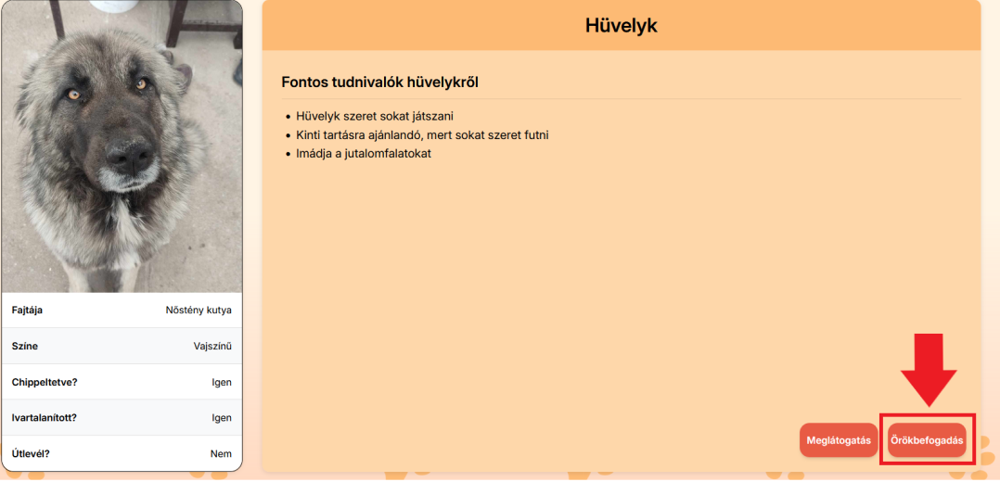 Hüvelyk
Fontos tudnivalók hüvelykről
• Hüvelyk szeret sokat játszani
• Kinti tartásra ajánlandó, mert sokat szeret futni
• Imádja a jutalomfalatokat
Fajtája Nőstény kutya
Színe Vajszínű
Chippeltetve? Igen
Ivartalanított? Igen
Útlevél? Nem
Meglátogatás Örökbefogadás